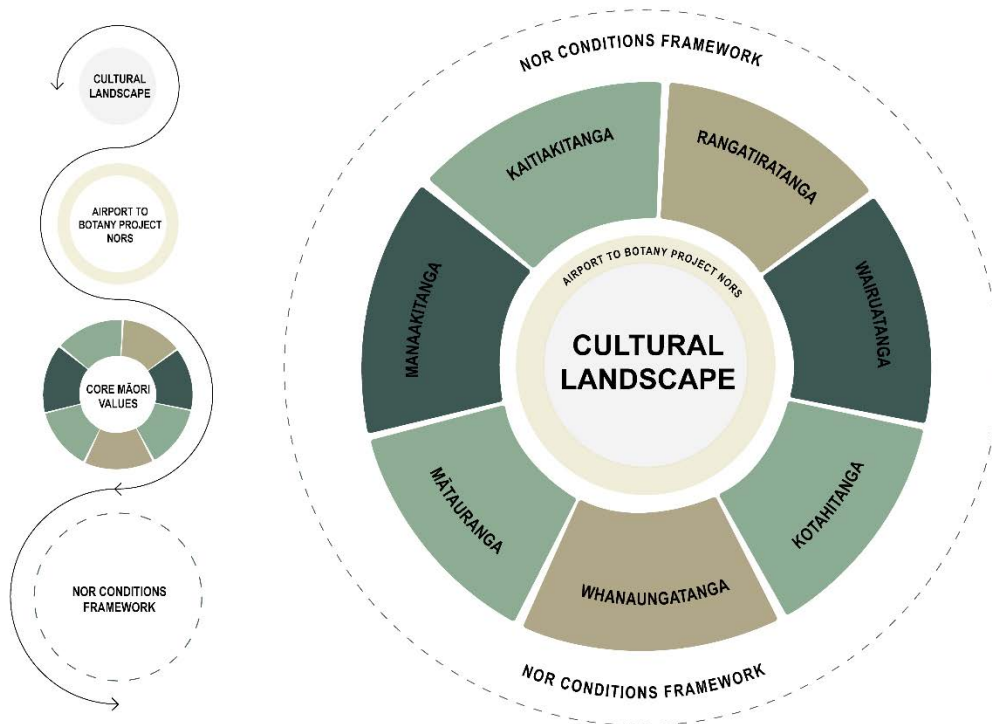 CULTURAL
LANDSCAPE
AIRPORT TO
BOTANY PROJECT
NORS
CORE MĀORI
VALUES
NOR CONDITIONS
FRAMEWORK
NOR CONDITIONS FRAMEWORK
KAITIAKITANGA
RANGATIRATANGA
MANAAKITANGA
WAIRUATANGA
AIRPORT TO BOTANY PROJECT NORS
CULTURAL
LANDSCAPE
MĀTAURANGA
KOTAHITANGA
WHANAUNGATANGA
NOR CONDITIONS FRAMEWORK